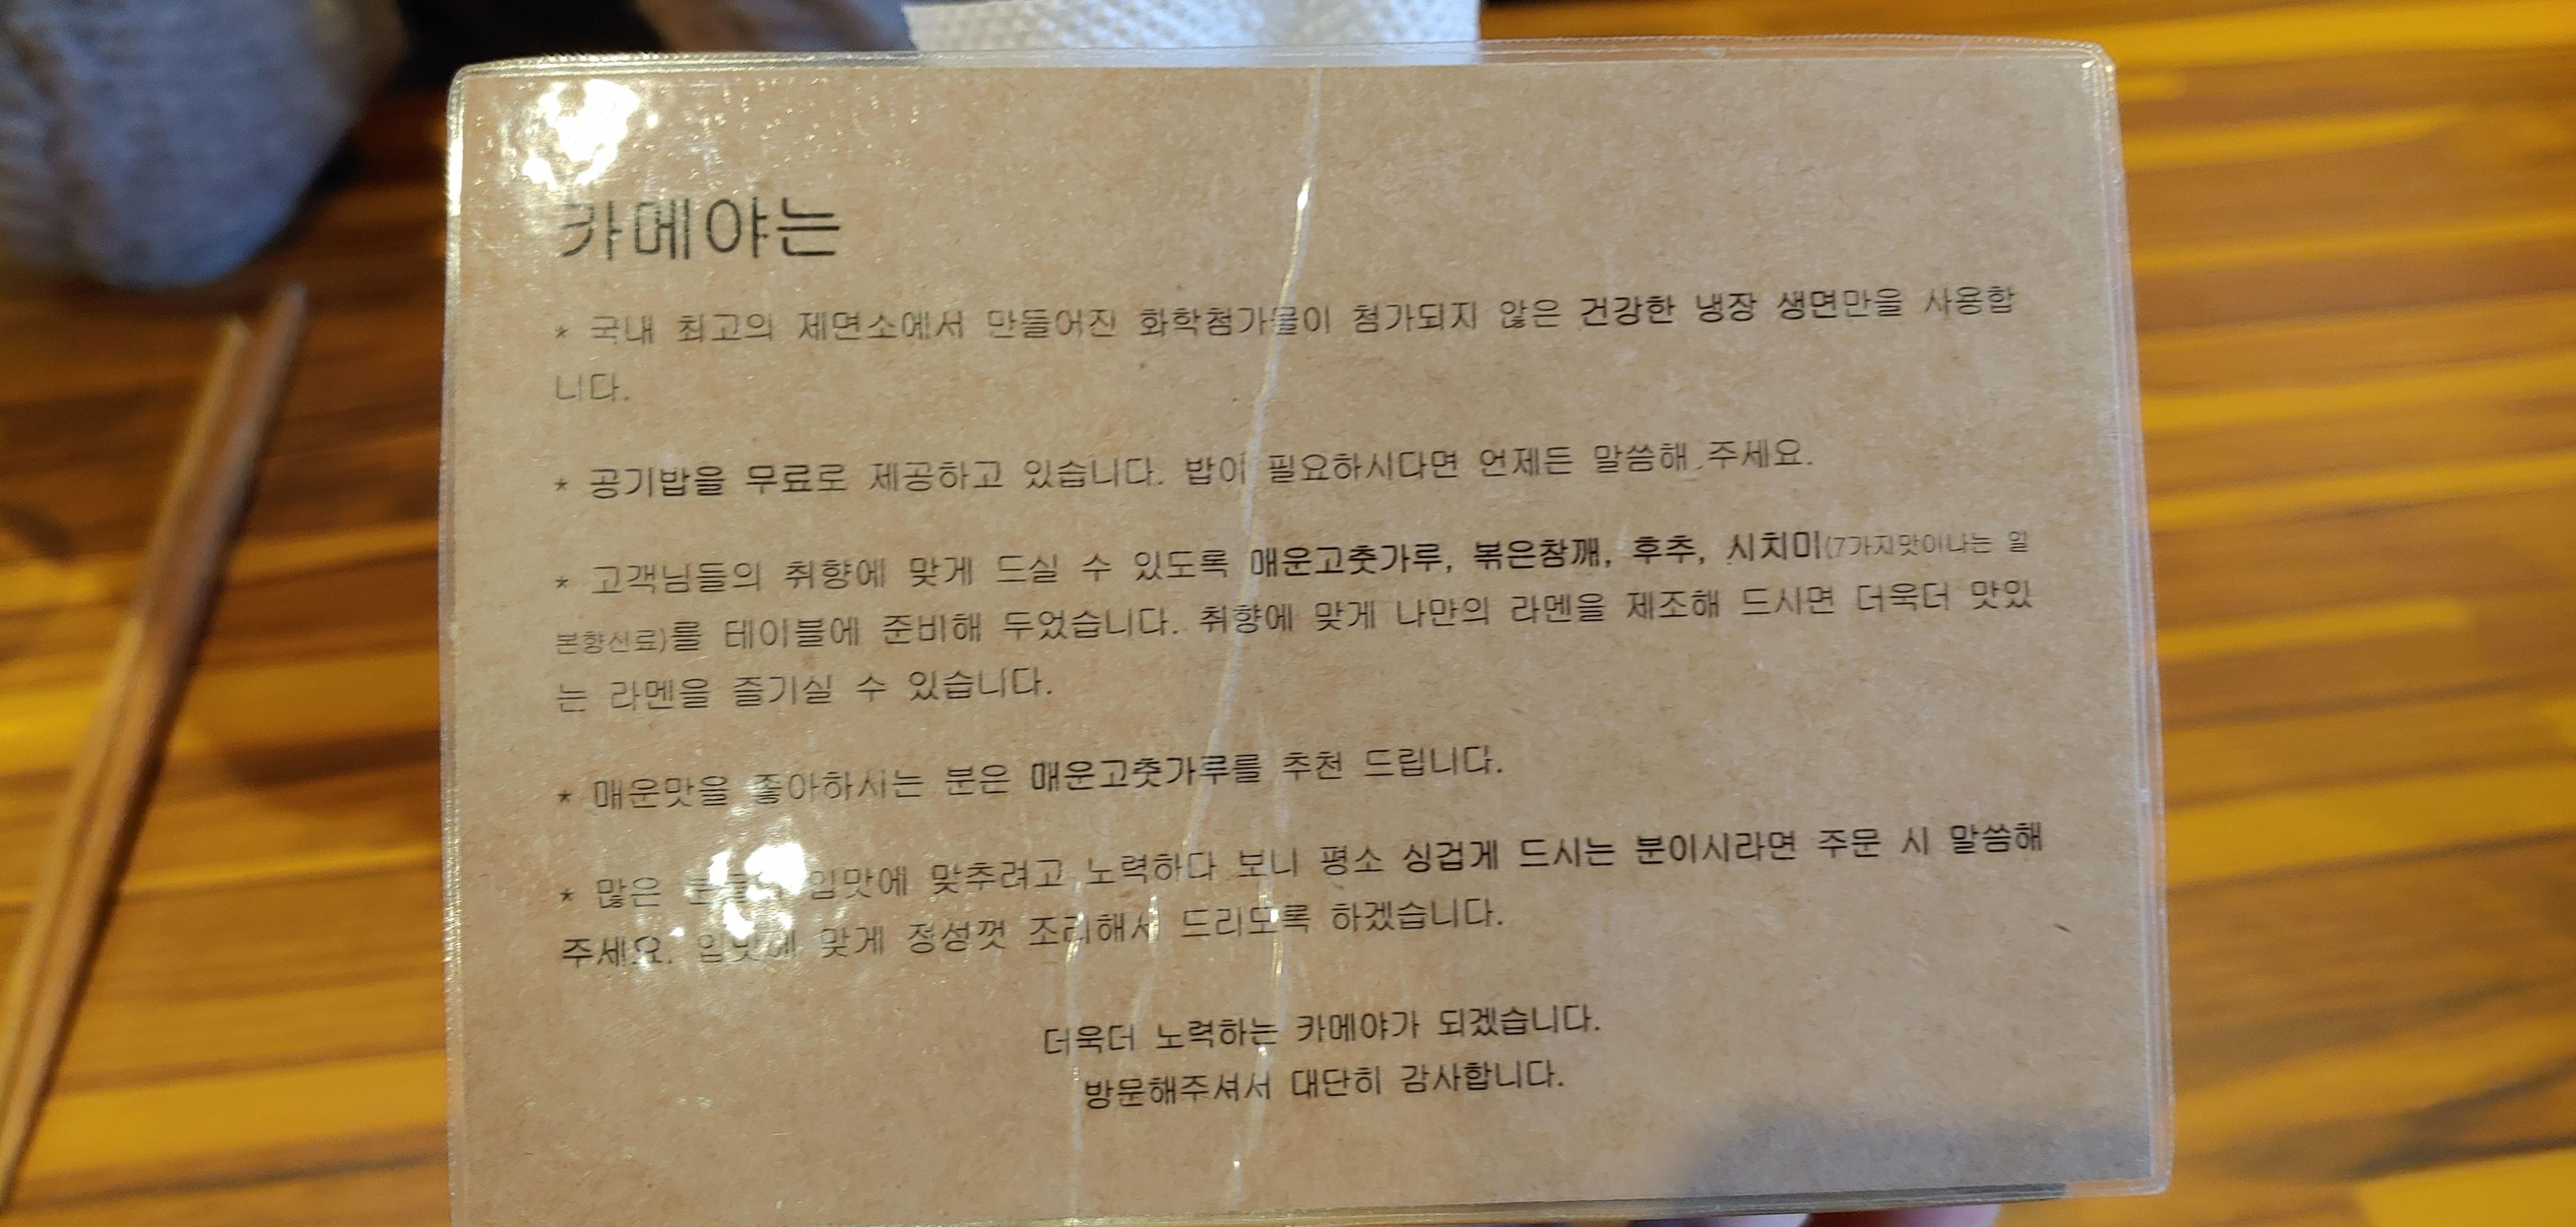 카메야는
* 국내 최고의 제면소에서 만들어진 화학첨가물이 첨가되지 않은 건강한 냉장 생면만을 사용합
니다.
* 공기밥을 무료로 제공하고 있습니다. 밥이 필요하시다면 언제든 말씀해 주세요.
* 고객님들의 취향에 맞게 드실 수 있도록 매운고춧가루, 볶은참깨, 후추, 시치미(7가지맛이나는 일
본향신료)를 테이블에 준비해 두었습니다. 취향에 맞게 나만의 라멘을 제조해 드시면 더욱더 맛있
는 라멘을 즐기실 수 있습니다.
* 매운맛을 좋아하시는 분은 매운고춧가루를 추천 드립니다.
* 많은 입맛에 맞추려고 노력하다 보니 평소 싱겁게 드시는 분이시라면 주문 시 말씀해
주세요. 입맛에 맞게 정성껏 조리해서 드리도록 하겠습니다.
더욱더 노력하는 카메야가 되겠습니다.
방문해주셔서 대단히 감사합니다.